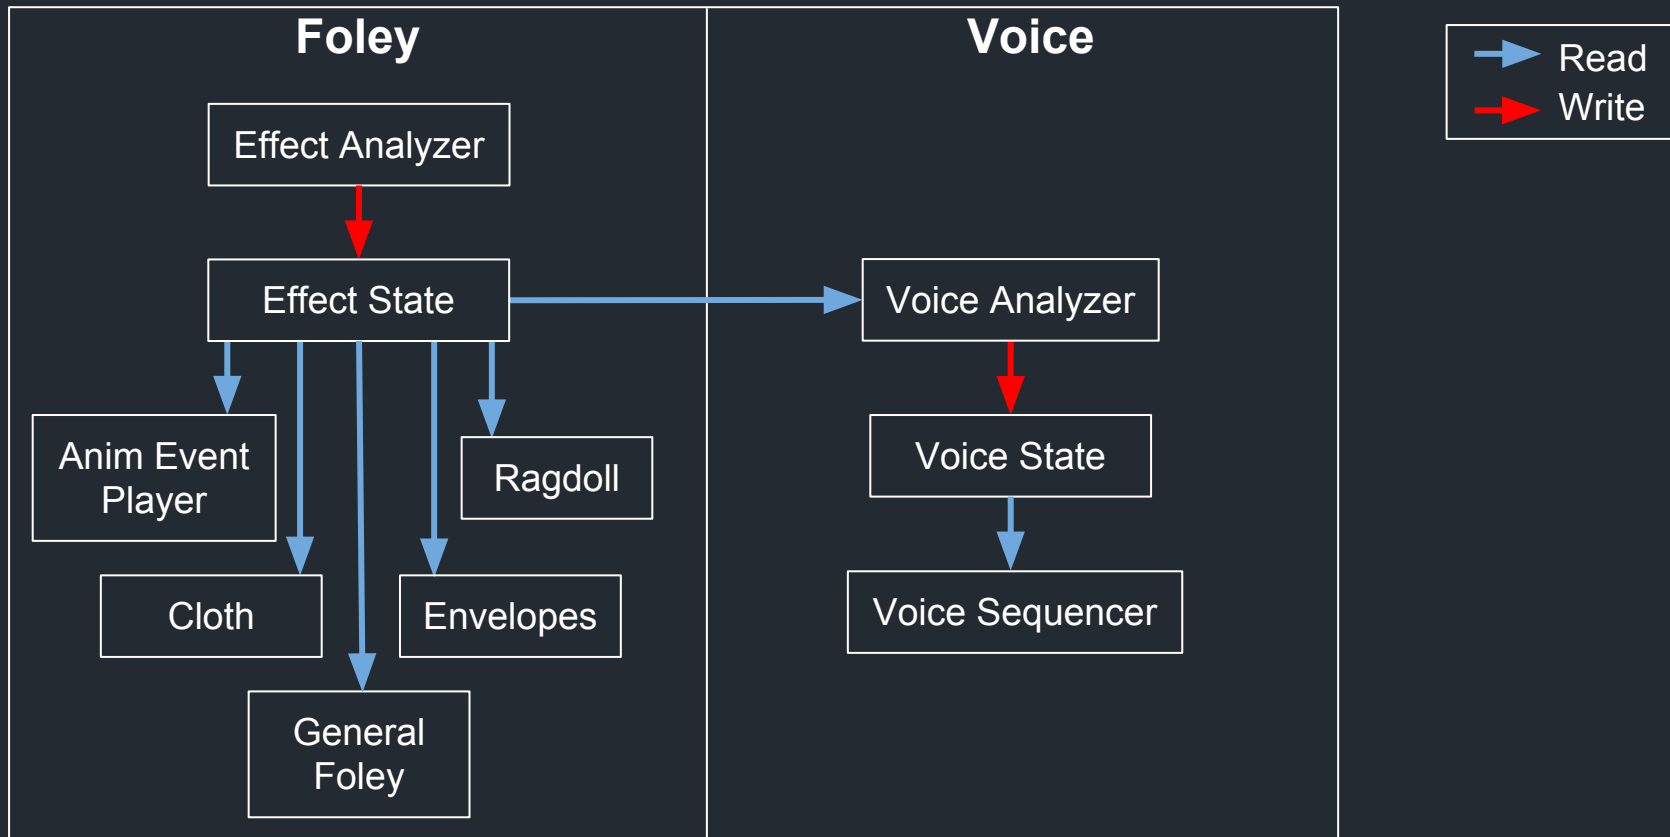 Foley
Voice
Read
Write
Effect Analyzer
Effect State
Voice Analyzer
Anim Event
Player
Ragdoll
Voice State
Cloth
Envelopes
Voice Sequencer
General
Foley